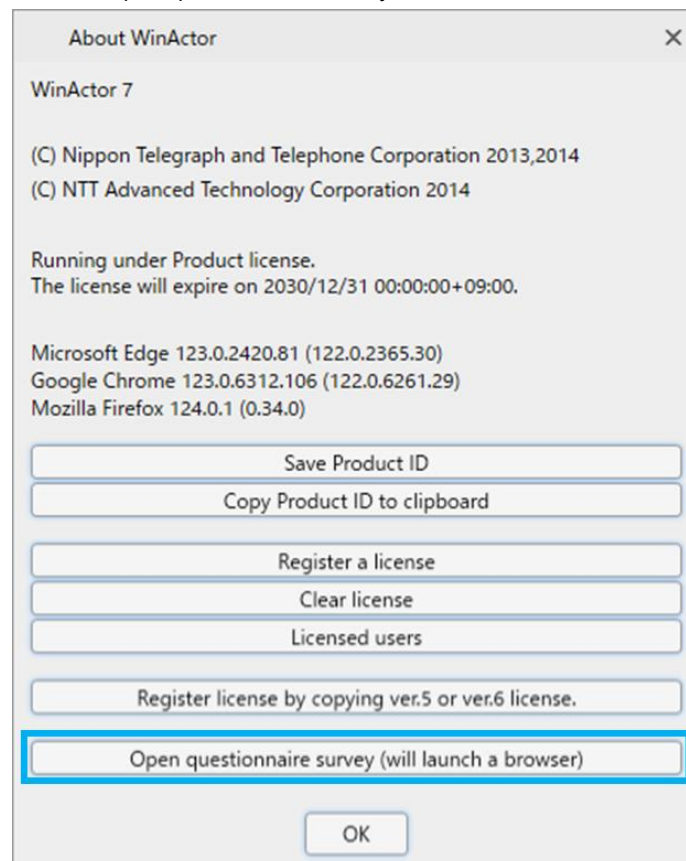 About WinActor
WinActor 7
(C) Nippon Telegraph and Telephone Corporation 2013,2014
(C) NTT Advanced Technology Corporation 2014
Running under Product license.
The license will expire on 2030/12/31 00:00:00+09:00.
Microsoft Edge 123.0.2420.81 (122.0.2365.30)
Google Chrome 123.0.6312.106 (122.0.6261.29)
Mozilla Firefox 124.0.1 (0.34.0)
Save Product ID
Copy Product ID to clipboard
Register a license
Clear license
Licensed users
Register license by copying ver.5 or ver.6 license.
Open questionnaire survey (will launch a browser)
OK